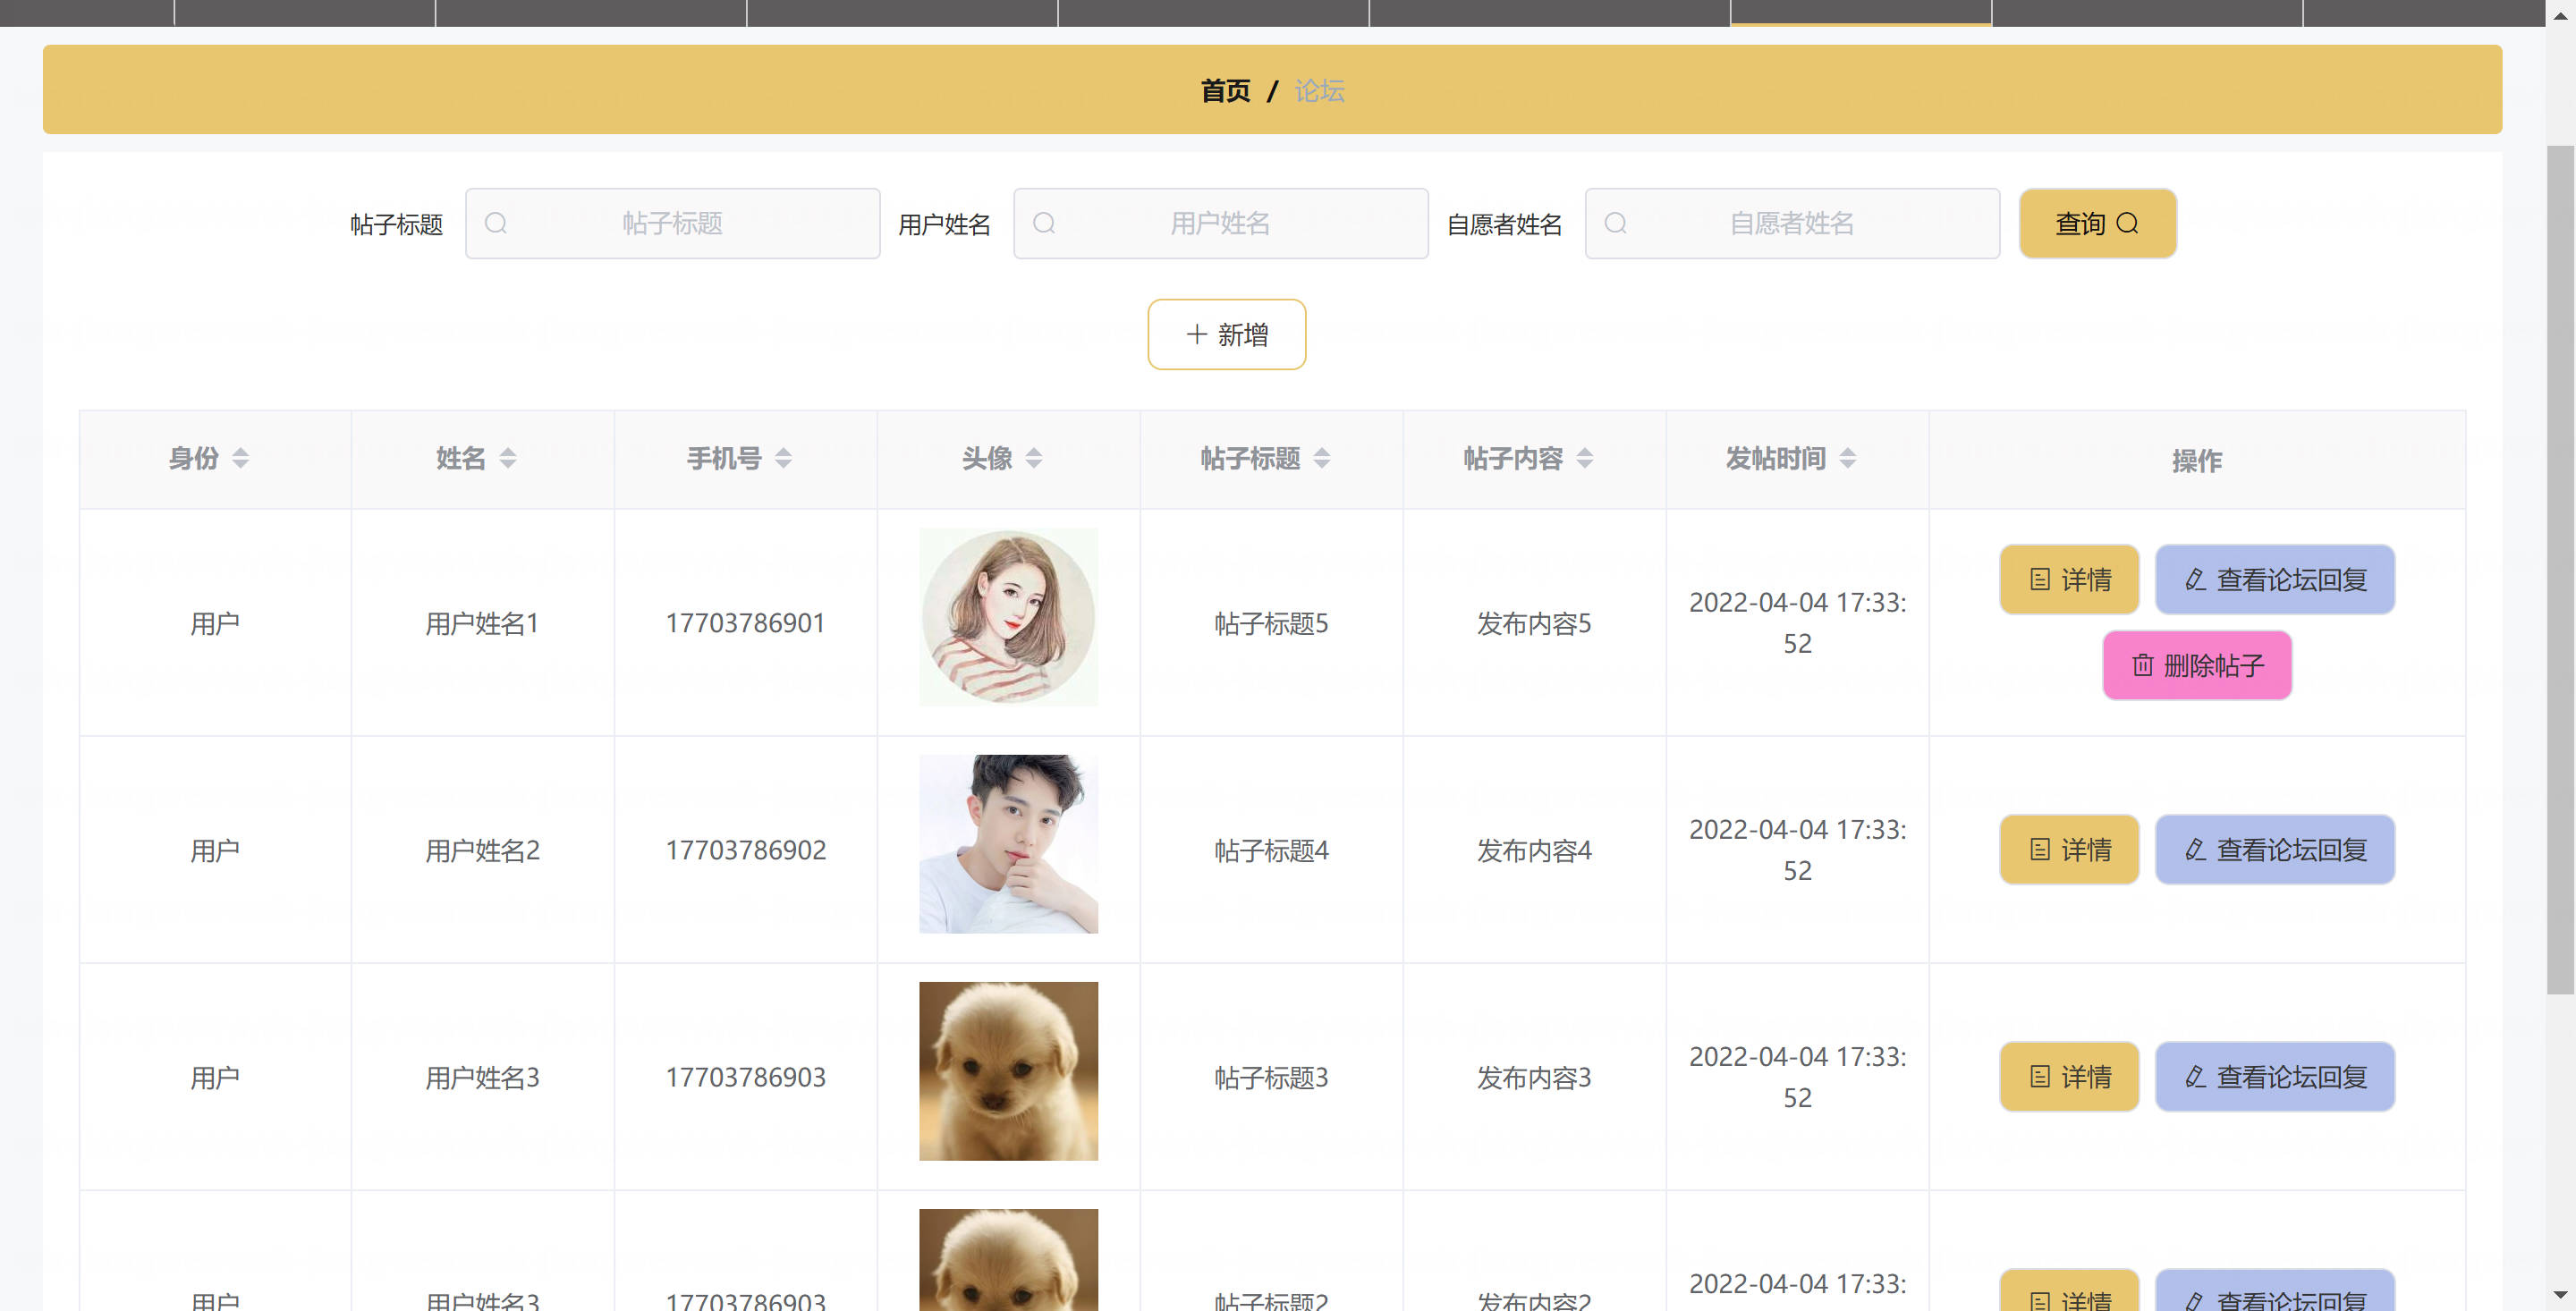 首页 / 论坛
帖子标题 帖子标题 用户姓名 用户姓名 自愿者姓名 自愿者姓名 查询
新增
身份 姓名 手机号 头像 帖子标题 帖子内容 发帖时间 操作
用户 用户姓名1 17703786901 帖子标题5 发布内容5 2022-04-04 17:33:
52
详情 查看论坛回复
删除帖子
用户 用户姓名2 17703786902 帖子标题4 发布内容4 2022-04-04 17:33:
52
详情 查看论坛回复
用户 用户姓名3 17703786903 帖子标题3 发布内容3 2022-04-04 17:33:
52
详情 查看论坛回复
用户 用户姓名3 17703786903 帖子标题2 发布内容2 2022-04-04 17:33:
详情 查看论坛回复